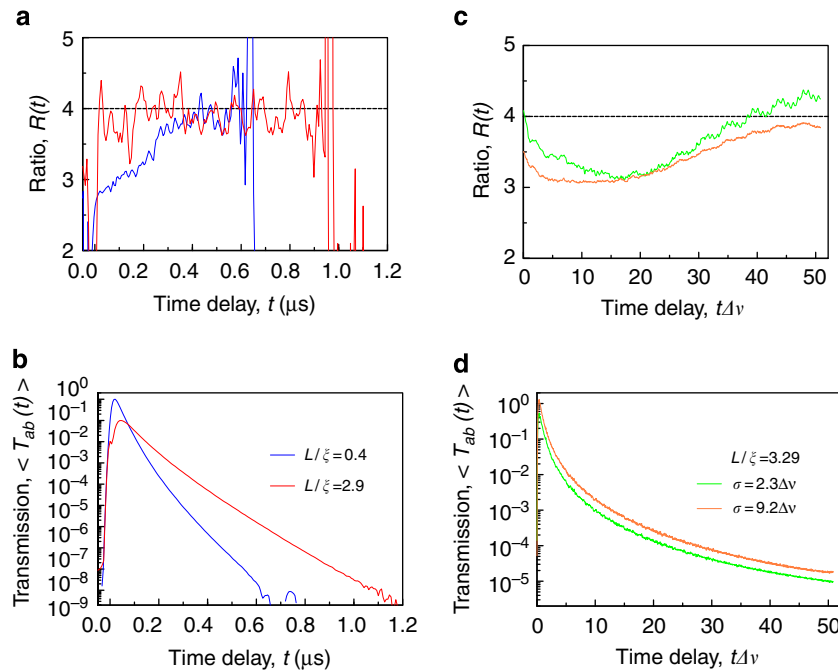 a
5
4
3
2
Ratio, R(t)
0.0 0.2 0.4 0.6 0.8 1.0 1.2
Time delay, t (μs)
c
5
4
3
2
Ratio, R(t)
0 10 20 30 40 50
Time delay, tΔν
b
10⁰
10⁻¹
10⁻²
10⁻³
10⁻⁴
10⁻⁵
10⁻⁶
10⁻⁷
10⁻⁸
10⁻⁹
Transmission, < T_ab (t) >
L/ξ=0.4
L/ξ=2.9
0.0 0.2 0.4 0.6 0.8 1.0 1.2
Time delay, t (μs)
d
10⁰
10⁻¹
10⁻²
10⁻³
10⁻⁴
10⁻⁵
Transmission, < T_ab (t) >
L/ξ=3.29
σ=2.3Δν
σ=9.2Δν
0 10 20 30 40 50
Time delay, tΔν